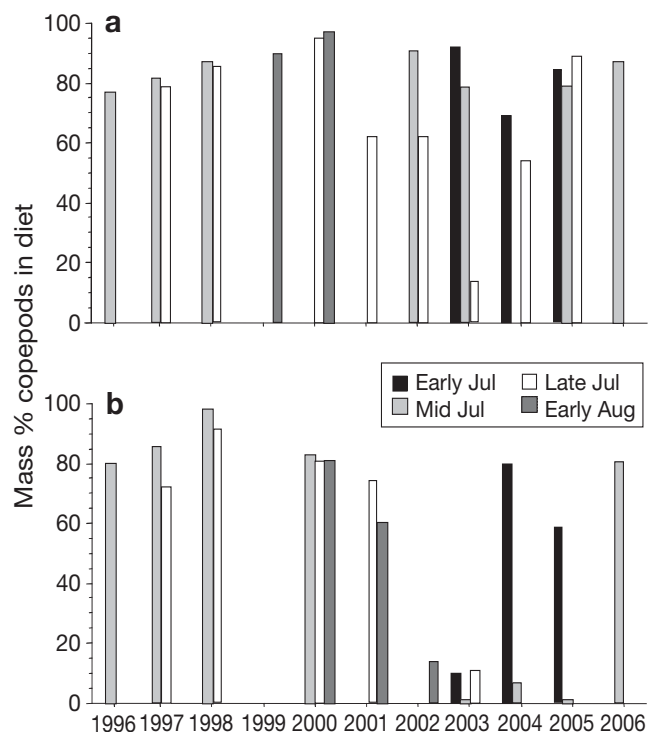 a
100
80
60
40
20
0
Mass % copepods in diet
Early Jul
Late Jul
Mid Jul
Early Aug
b
100
80
60
40
20
0
1996 1997 1998 1999 2000 2001 2002 2003 2004 2005 2006